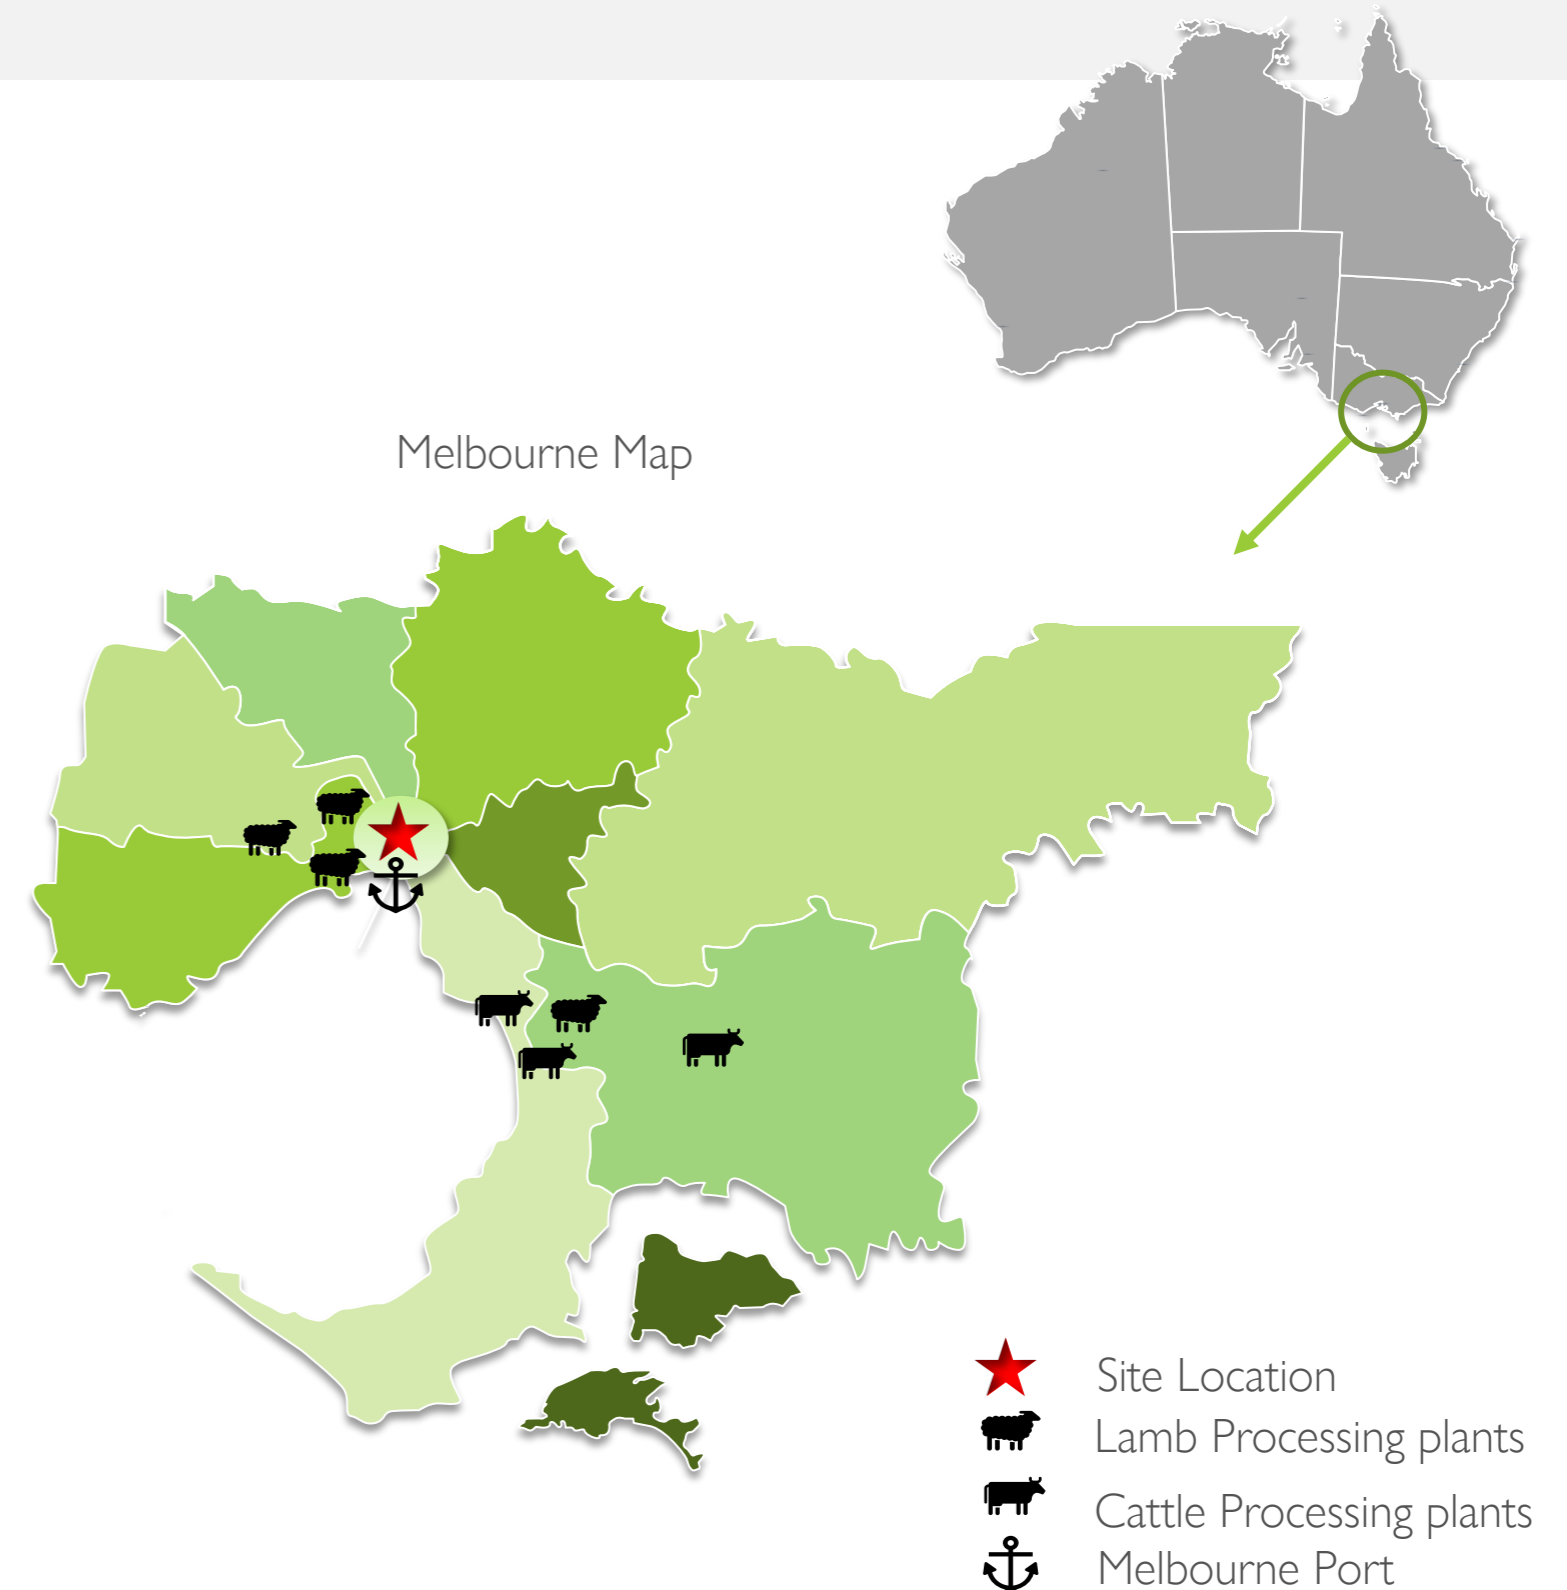 Melbourne Map
Site Location
Lamb Processing plants
Cattle Processing plants
Melbourne Port